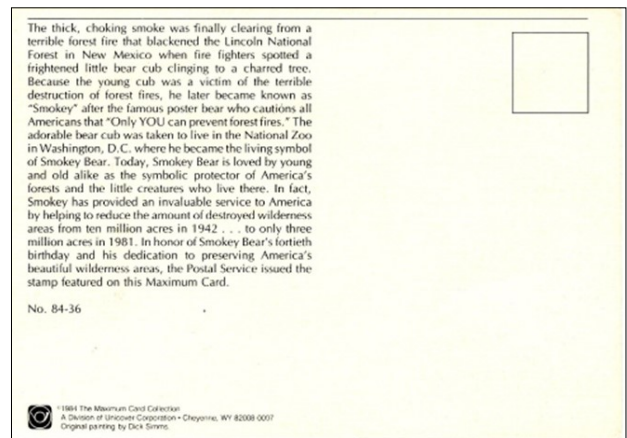 The thick, choking smoke was finally clearing from a
terrible forest fire that blackened the Lincoln National
Forest in New Mexico when fire fighters spotted a
frightened little bear cub clinging to a charred tree.
Because the young cub was a victim of the terrible
destruction of forest fires, he later became known as
"Smokey" after the famous poster bear who cautions all
Americans that "Only YOU can prevent forest fires." The
adorable bear cub was taken to live in the National Zoo
in Washington, D.C. where he became the living symbol
of Smokey Bear. Today, Smokey Bear is loved by young
and old alike as the symbolic protector of America's
forests and the little creatures who live there. In fact,
Smokey has provided an invaluable service to America
by helping to reduce the amount of destroyed wilderness
areas from ten million acres in 1942 . . . to only three
million acres in 1981. In honor of Smokey Bear's fortieth
birthday and his dedication to preserving America's
beautiful wilderness areas, the Postal Service issued the
stamp featured on this Maximum Card.
No. 84-36
©1984 The Maximum Card Collection
A Division of Unicover Corporation • Cheyenne, WY 82008-0007
Original painting by Dick Simms.